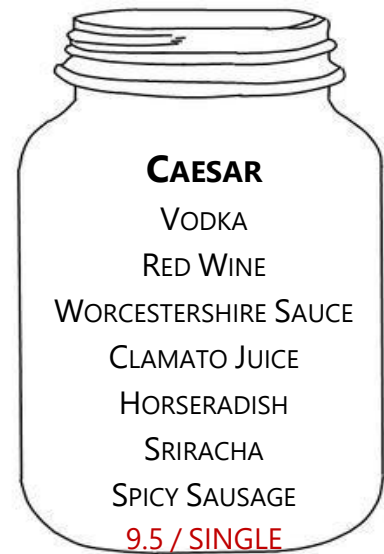 CAESAR
VODKA
RED WINE
WORCESTERSHIRE SAUCE
CLAMATO JUICE
HORSERADISH
SRIRACHA
SPICY SAUSAGE
9.5 / SINGLE